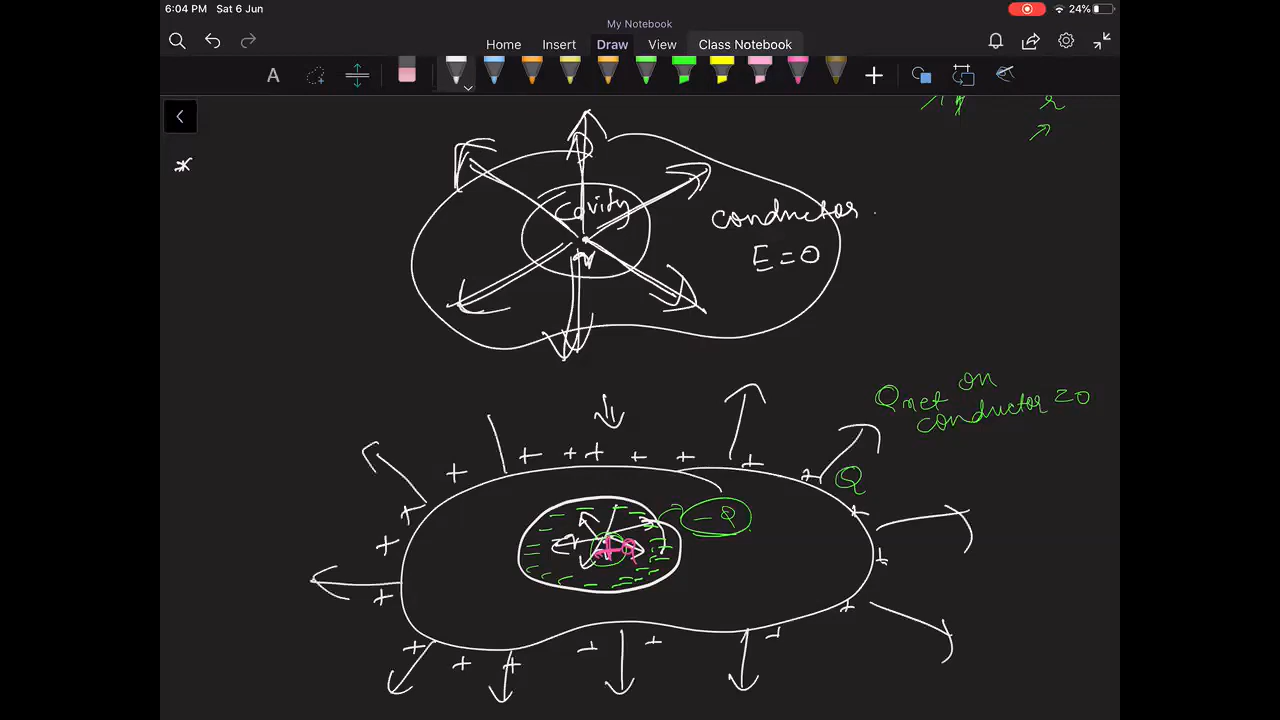 6:04 PM Sat 6 Jun
24%
My Notebook
Home Insert Draw View Class Notebook
A
*
Cavity
conductor.
E = 0
Q net on
conductor = 0
Q
- Q
+ Q